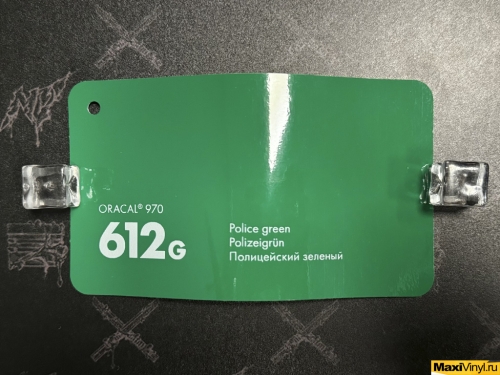 ORACAL® 970
612G
Police green
Polizeigrün
Полицейский зеленый
MaxiVinyl.ru